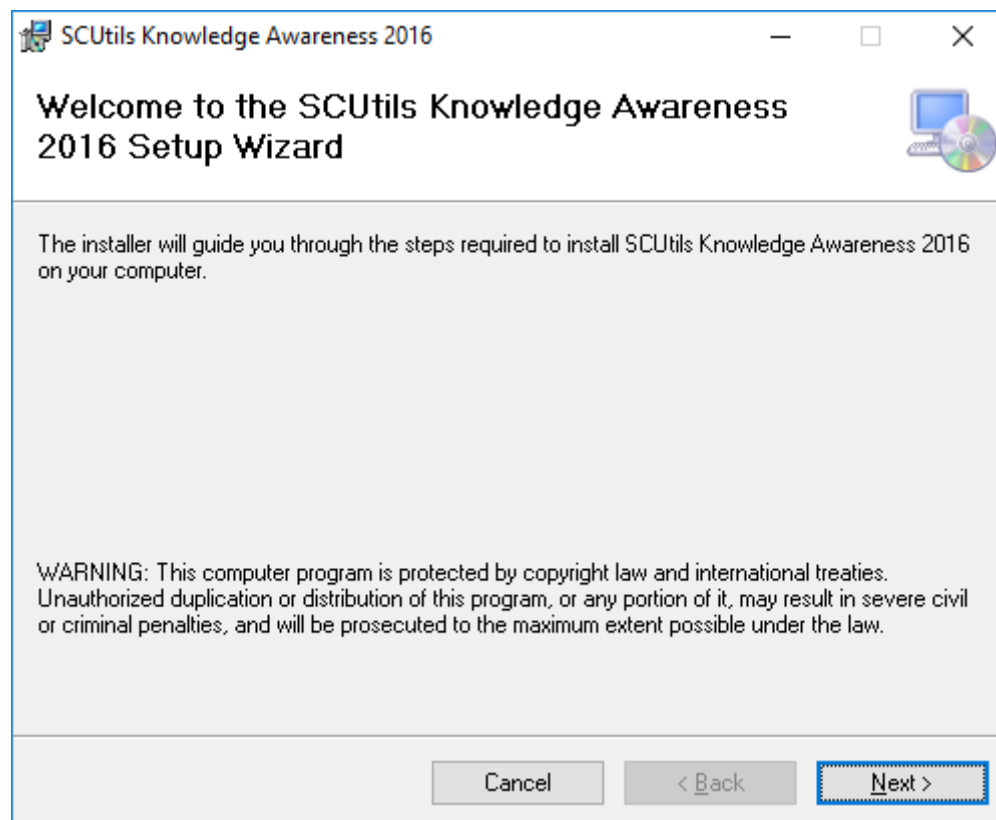 SCUtils Knowledge Awareness 2016
Welcome to the SCUtils Knowledge Awareness
2016 Setup Wizard
The installer will guide you through the steps required to install SCUtils Knowledge Awareness 2016
on your computer.
WARNING: This computer program is protected by copyright law and international treaties.
Unauthorized duplication or distribution of this program, or any portion of it, may result in severe civil
or criminal penalties, and will be prosecuted to the maximum extent possible under the law.
Cancel < Back Next >